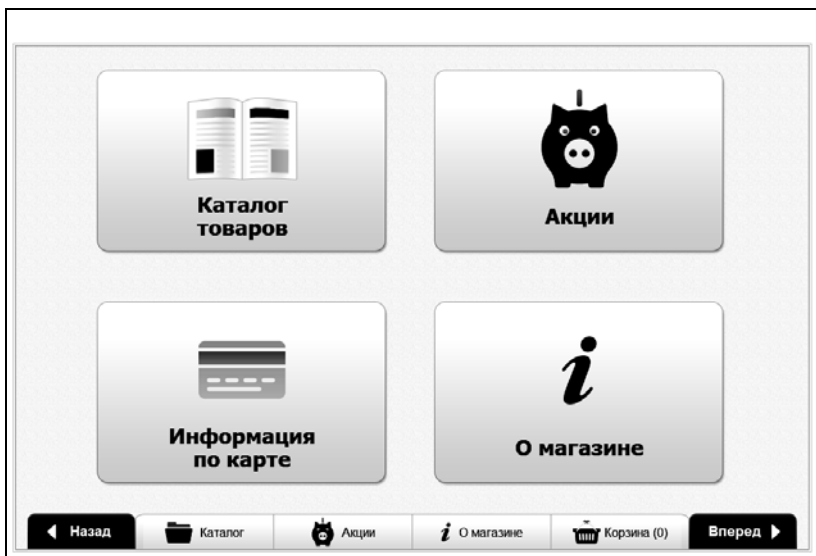 Каталог
товаров
Акции
Информация
по карте
О магазине
Назад Каталог Акции О магазине Корзина (0) Вперед